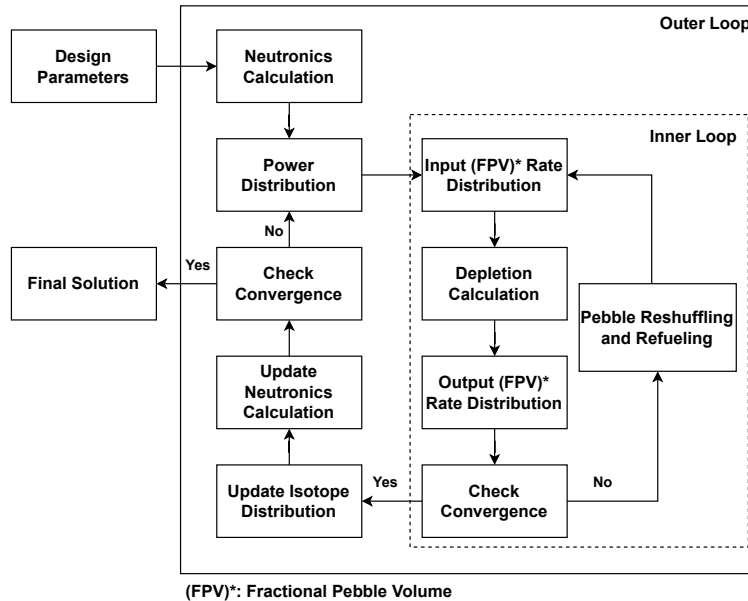 Outer Loop
Design
Parameters
Neutronics
Calculation
Inner Loop
Power
Distribution
Input (FPV)* Rate
Distribution
No
Yes
Final Solution
Check
Convergence
Depletion
Calculation
Pebble Reshuffling
and Refueling
Update
Neutronics
Calculation
Output (FPV)*
Rate Distribution
Update Isotope
Distribution
Yes
Check
Convergence
No
(FPV)*: Fractional Pebble Volume